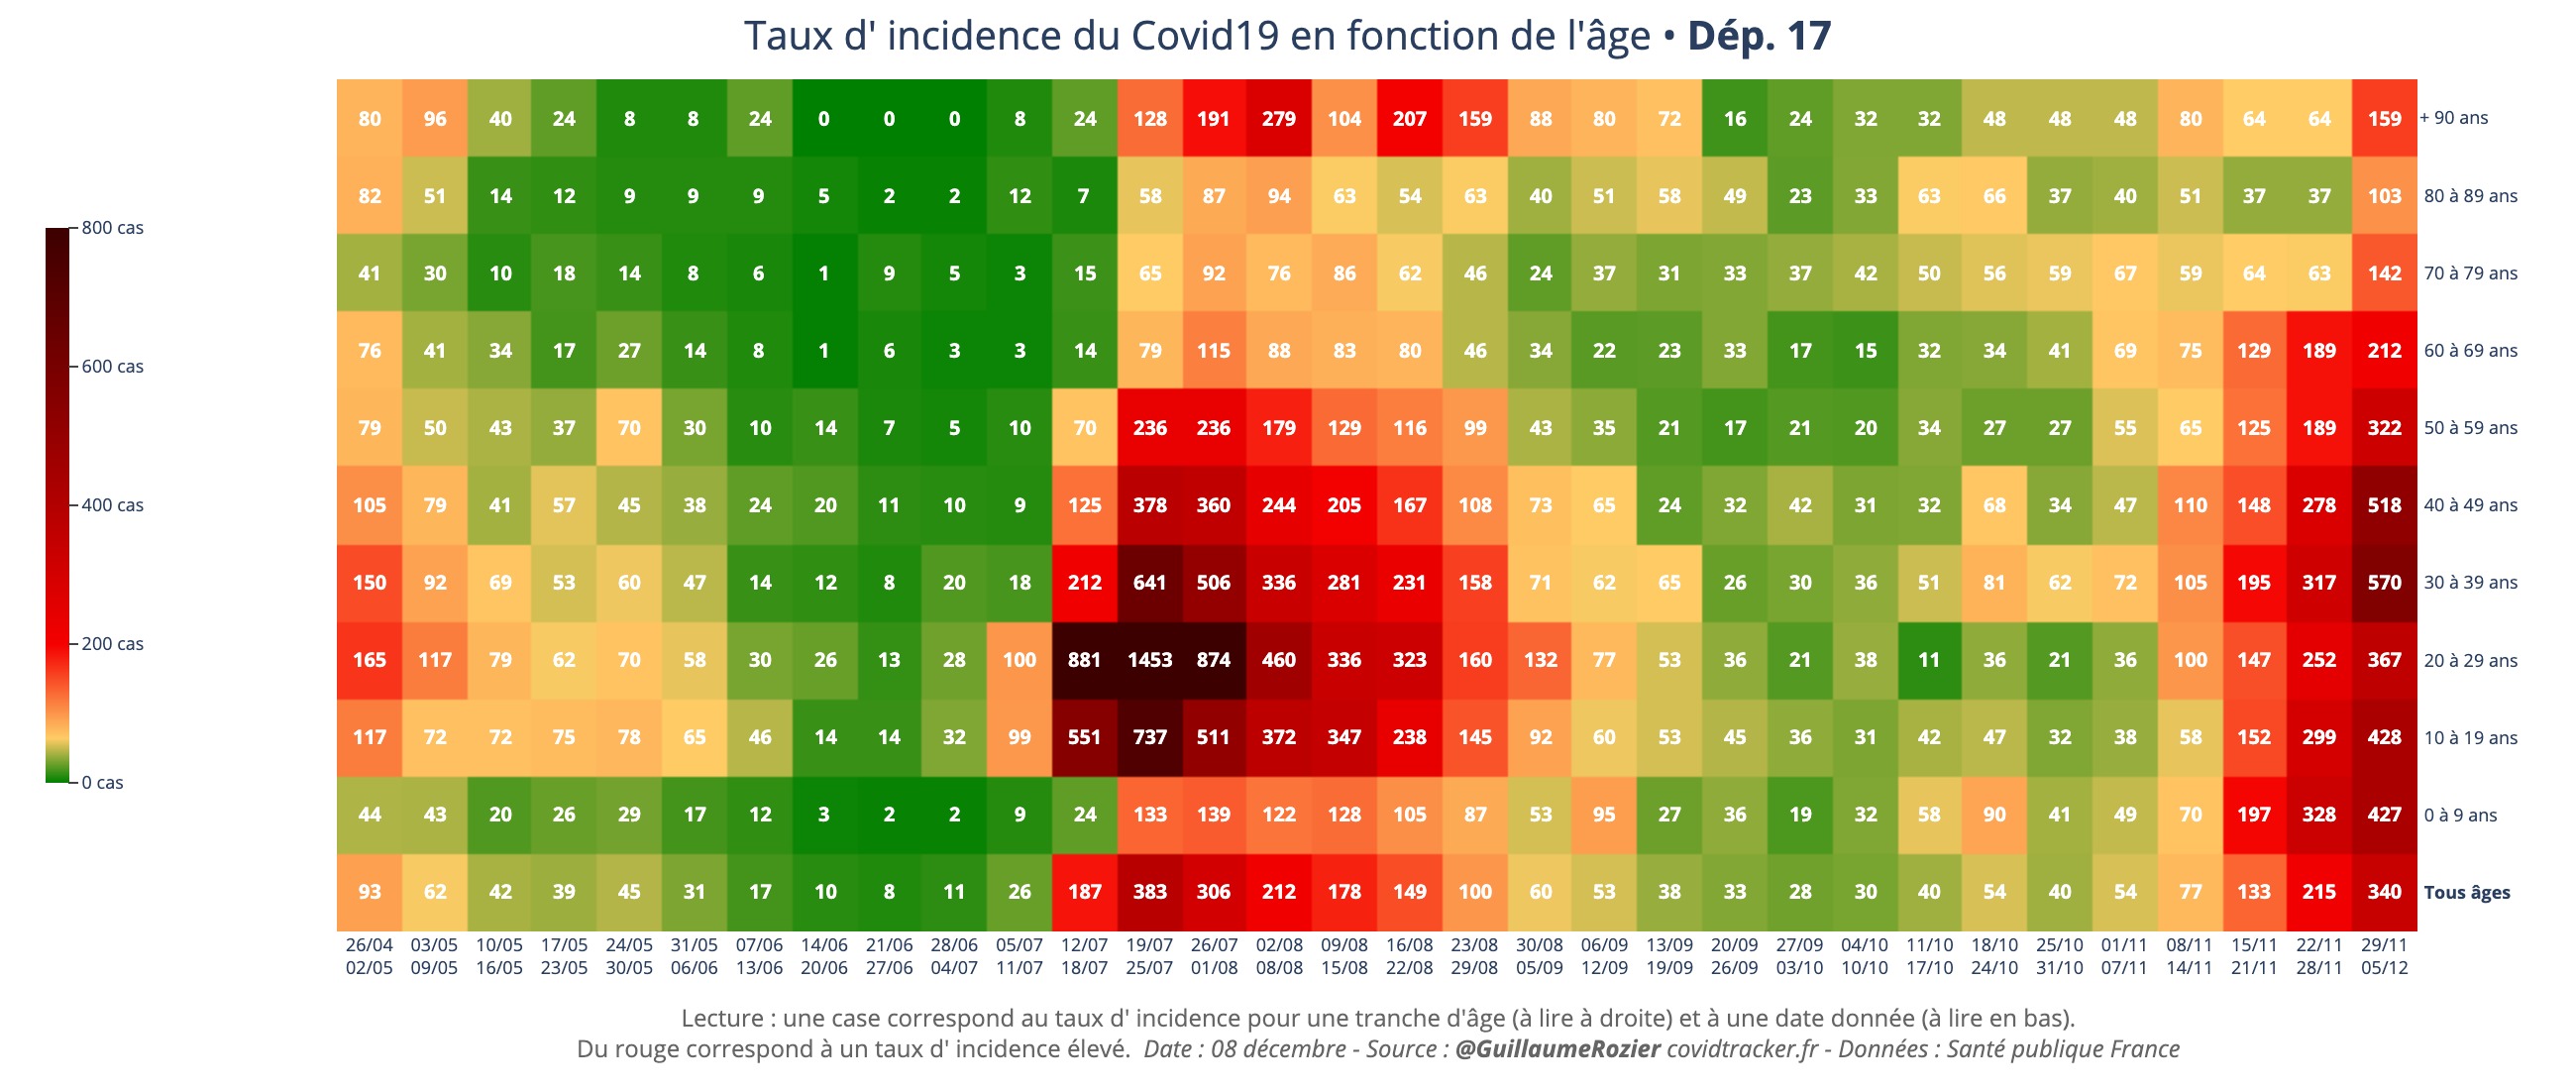 Taux d' incidence du Covid19 en fonction de l'âge • Dép. 17
80 96 40 24 8 8 24 0 0 0 8 24 128 191 279 104 207 159 88 80 72 16 24 32 32 48 48 48 80 64 64 159 + 90 ans
82 51 14 12 9 9 9 5 2 2 12 7 58 87 94 63 54 63 40 51 58 49 23 33 63 66 37 40 51 37 37 103 80 à 89 ans
800 cas
41 30 10 18 14 8 6 1 9 5 3 15 65 92 76 86 62 46 24 37 31 33 37 42 50 56 59 67 59 64 63 142 70 à 79 ans
76 41 34 17 27 14 8 1 6 3 3 14 79 115 88 83 80 46 34 22 23 33 17 15 32 34 41 69 75 129 189 212 60 à 69 ans
600 cas
79 50 43 37 70 30 10 14 7 5 10 70 236 236 179 129 116 99 43 35 21 17 21 20 34 27 27 55 65 125 189 322 50 à 59 ans
400 cas
105 79 41 57 45 38 24 20 11 10 9 125 378 360 244 205 167 108 73 65 24 32 42 31 32 68 34 47 110 148 278 518 40 à 49 ans
150 92 69 53 60 47 14 12 8 20 18 212 641 506 336 281 231 158 71 62 65 26 30 36 51 81 62 72 105 195 317 570 30 à 39 ans
200 cas
165 117 79 62 70 58 30 26 13 28 100 881 1453 874 460 336 323 160 132 77 53 36 21 38 11 36 21 36 100 147 252 367 20 à 29 ans
117 72 72 75 78 65 46 14 14 32 99 551 737 511 372 347 238 145 92 60 53 45 36 31 42 47 32 38 58 152 299 428 10 à 19 ans
0 cas
44 43 20 26 29 17 12 3 2 2 9 24 133 139 122 128 105 87 53 95 27 36 19 32 58 90 41 49 70 197 328 427 0 à 9 ans
93 62 42 39 45 31 17 10 8 11 26 187 383 306 212 178 149 100 60 53 38 33 28 30 40 54 40 54 77 133 215 340 Tous âges
26/04 03/05 10/05 17/05 24/05 31/05 07/06 14/06 21/06 28/06 05/07 12/07 19/07 26/07 02/08 09/08 16/08 23/08 30/08 06/09 13/09 20/09 27/09 04/10 11/10 18/10 25/10 01/11 08/11 15/11 22/11 29/11
02/05 09/05 16/05 23/05 30/05 06/06 13/06 20/06 27/06 04/07 11/07 18/07 25/07 01/08 08/08 15/08 22/08 29/08 05/09 12/09 19/09 26/09 03/10 10/10 17/10 24/10 31/10 07/11 14/11 21/11 28/11 05/12
Lecture : une case correspond au taux d' incidence pour une tranche d'âge (à lire à droite) et à une date donnée (à lire en bas).
Du rouge correspond à un taux d' incidence élevé. Date : 08 décembre - Source : @GuillaumeRozier covidtracker.fr - Données : Santé publique France